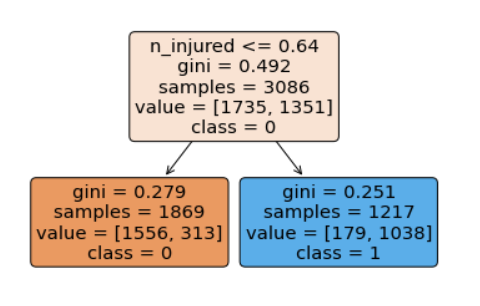 n_injured <= 0.64
gini = 0.492
samples = 3086
value = [1735, 1351]
class = 0
gini = 0.279
samples = 1869
value = [1556, 313]
class = 0
gini = 0.251
samples = 1217
value = [179, 1038]
class = 1